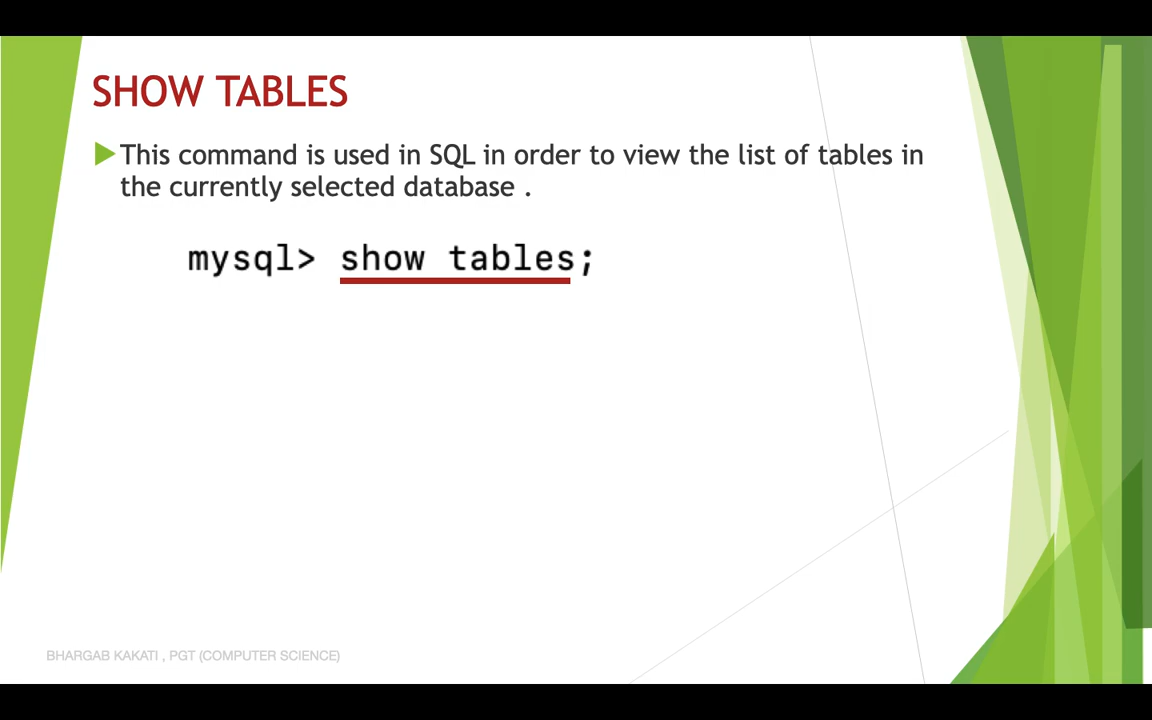 SHOW TABLES
This command is used in SQL in order to view the list of tables in
the currently selected database .
mysql> show tables;
BHARGAB KAKATI , PGT (COMPUTER SCIENCE)